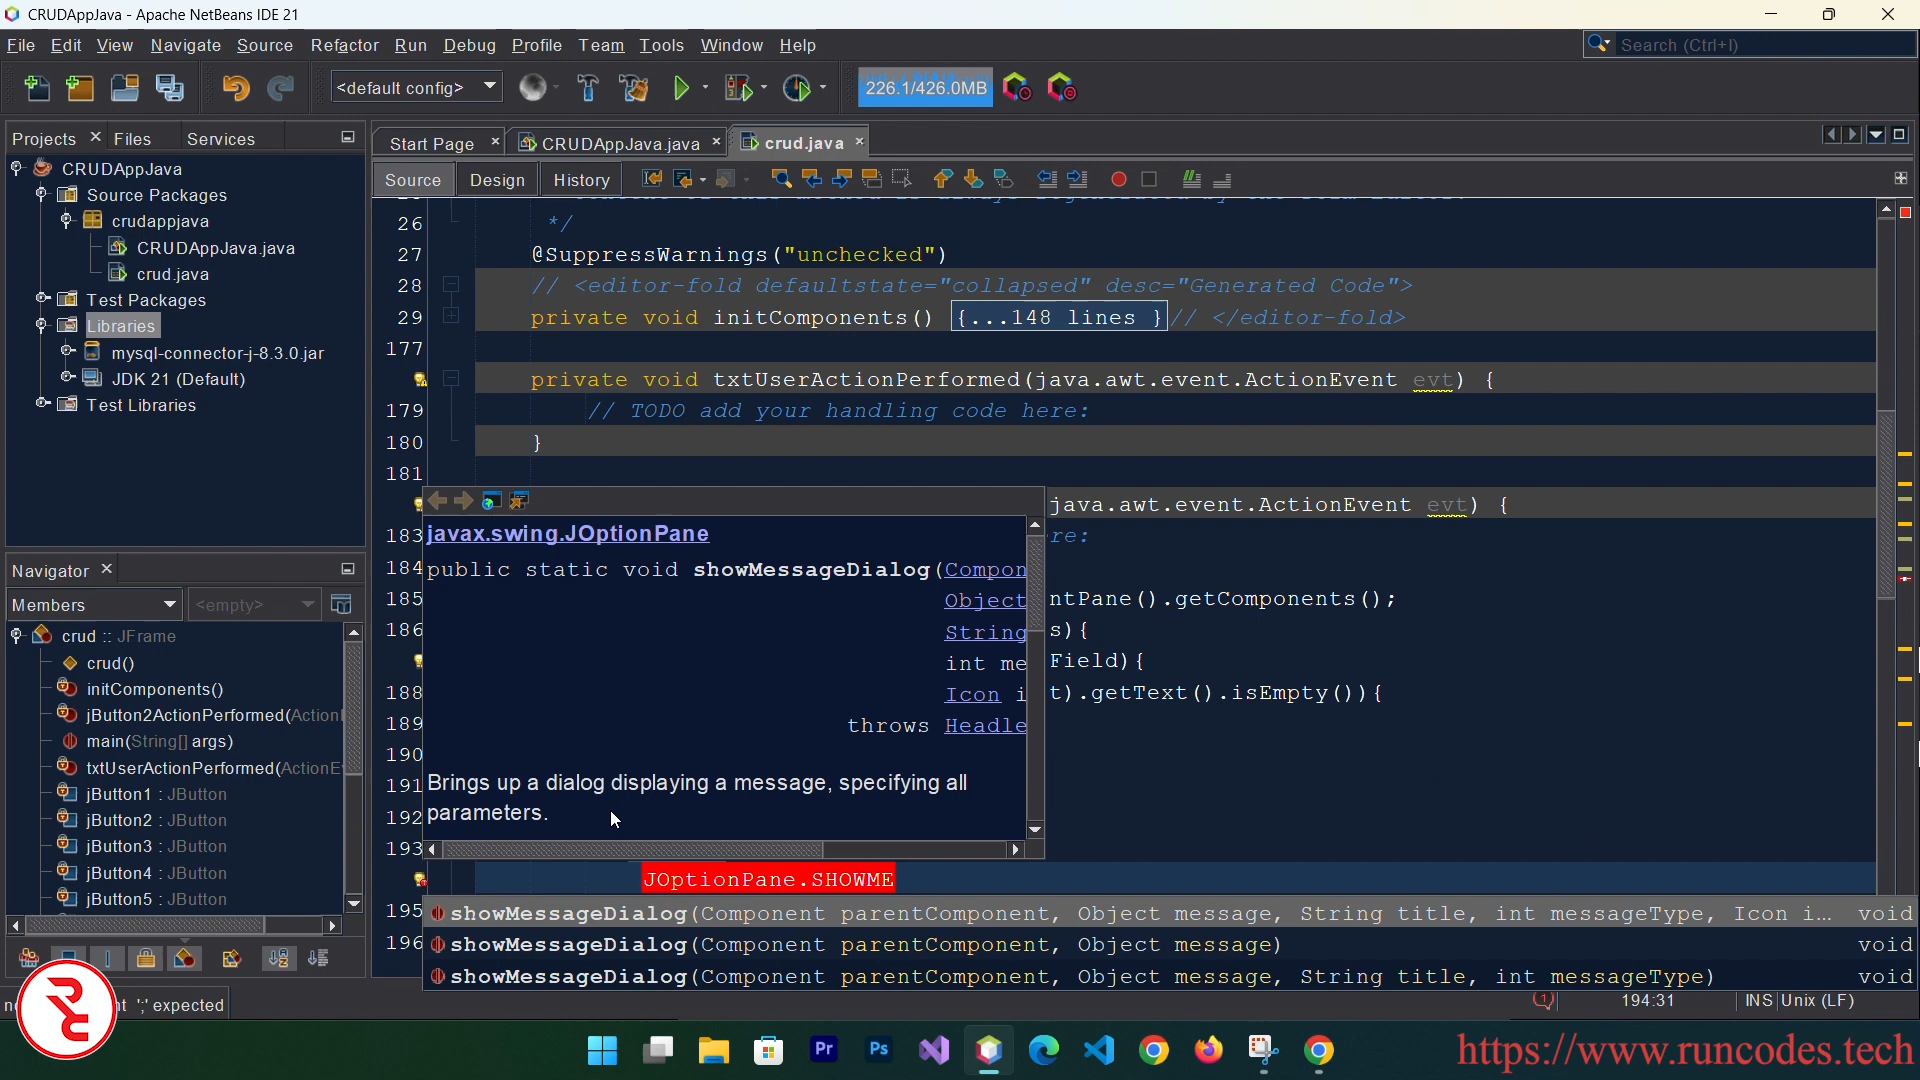 CRUDAppJava - Apache NetBeans IDE 21
File Edit View Navigate Source Refactor Run Debug Profile Team Tools Window Help
Search (Ctrl+I)
<default config>
226.1/426.0MB
Projects Files Services
CRUDAppJava
Source Packages
crudappjava
CRUDAppJava.java
crud.java
Test Packages
Libraries
mysql-connector-j-8.3.0.jar
JDK 21 (Default)
Test Libraries
Navigator
Members <empty>
crud :: JFrame
crud()
initComponents()
jButton2ActionPerformed(ActionE
main(String[] args)
txtUserActionPerformed(ActionE
jButton1 : JButton
jButton2 : JButton
jButton3 : JButton
jButton4 : JButton
jButton5 : JButton
Start Page CRUDAppJava.java crud.java
Source Design History
26 */
27 @SuppressWarnings("unchecked")
28 // <editor-fold defaultstate="collapsed" desc="Generated Code">
29 private void initComponents() {...148 lines }// </editor-fold>
177
private void txtUserActionPerformed(java.awt.event.ActionEvent evt) {
179 // TODO add your handling code here:
180 }
181
java.awt.event.ActionEvent evt) {
183 re:
184
185 ntPane().getComponents();
186 s){
Field){
188 t).getText().isEmpty()){
189
190
191
192
193
JOptionPane.SHOWME
195
196
javax.swing.JOptionPane
public static void showMessageDialog(Compon
Object
String
int me
Icon i
throws Headle
Brings up a dialog displaying a message, specifying all
parameters.
showMessageDialog(Component parentComponent, Object message, String title, int messageType, Icon i... void
showMessageDialog(Component parentComponent, Object message) void
showMessageDialog(Component parentComponent, Object message, String title, int messageType) void
';' expected
1 194:31 INS Unix (LF)
Pr Ps
https://www.runcodes.tech